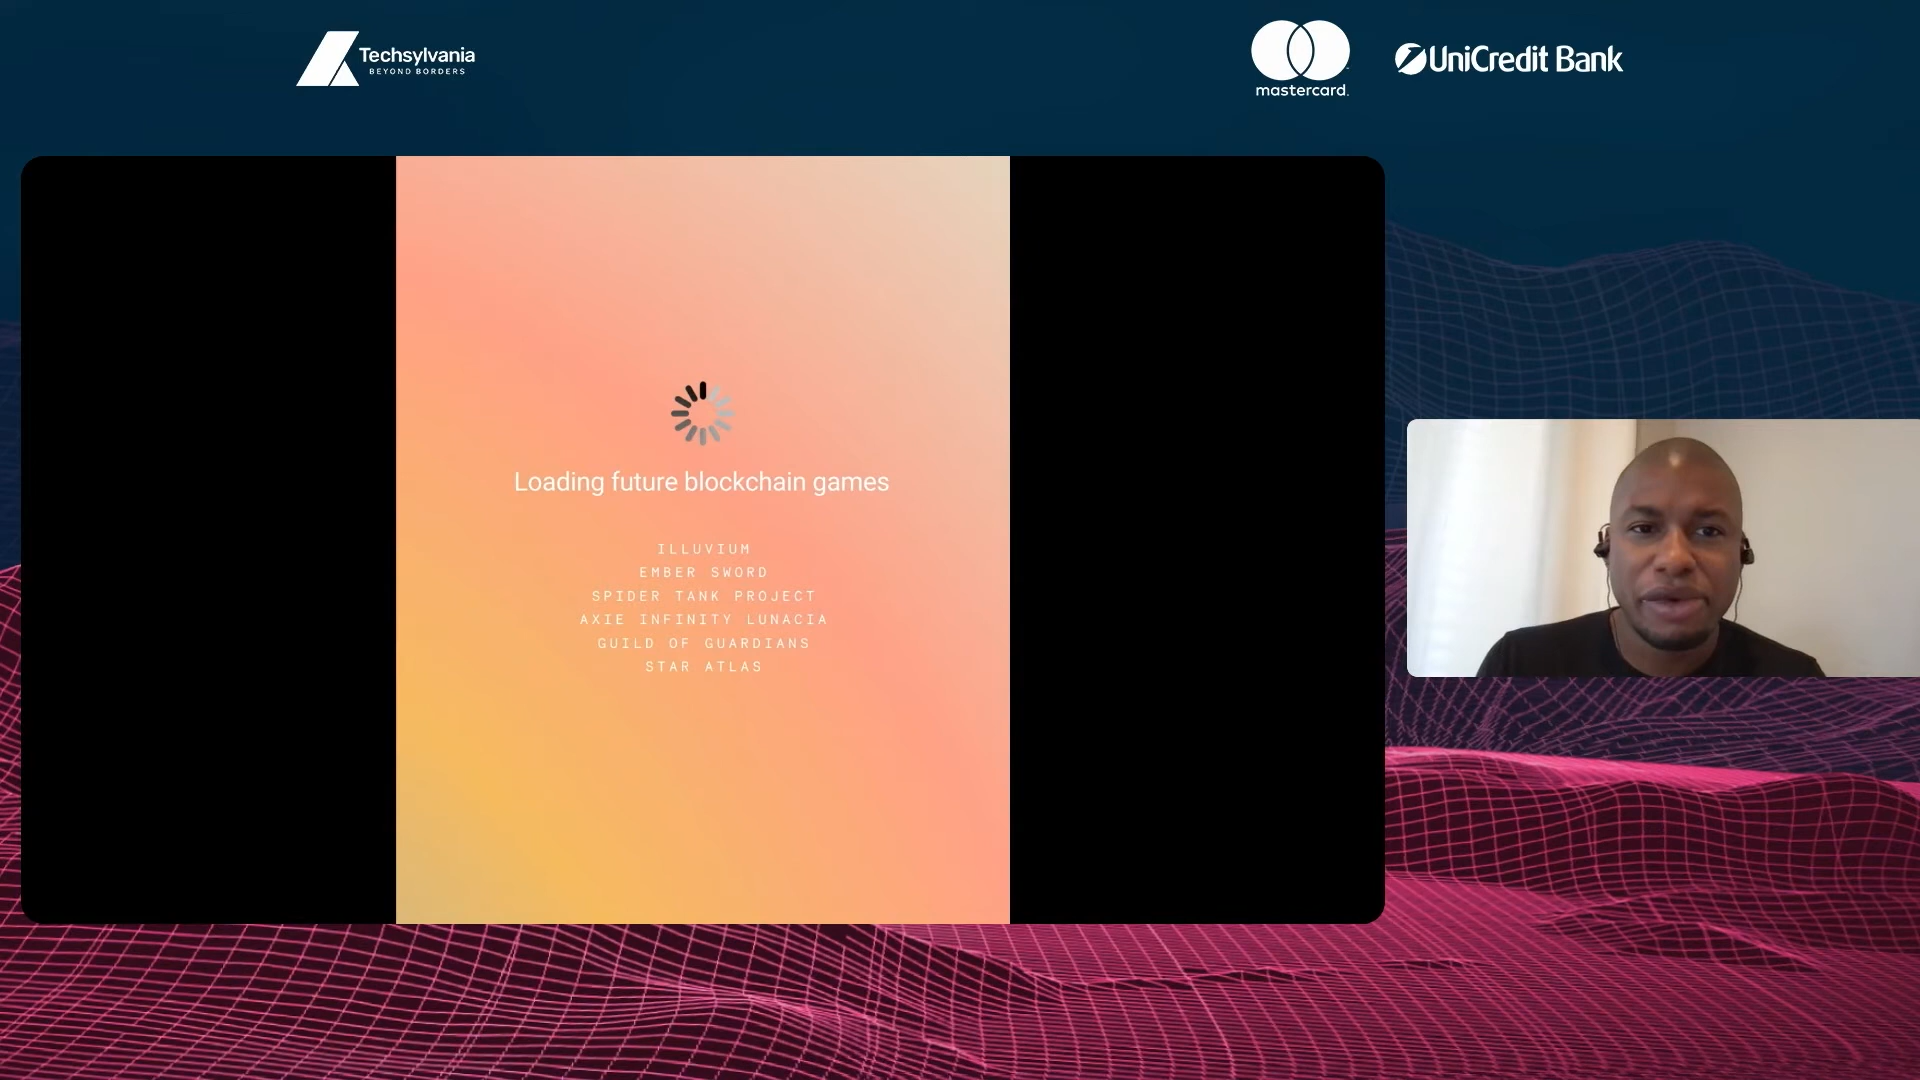 Techsylvania
BEYOND BORDERS
mastercard.
UniCredit Bank
Loading future blockchain games
ILLUVIUM
EMBER SWORD
SPIDER TANK PROJECT
AXIE INFINITY LUNACIA
GUILD OF GUARDIANS
STAR ATLAS